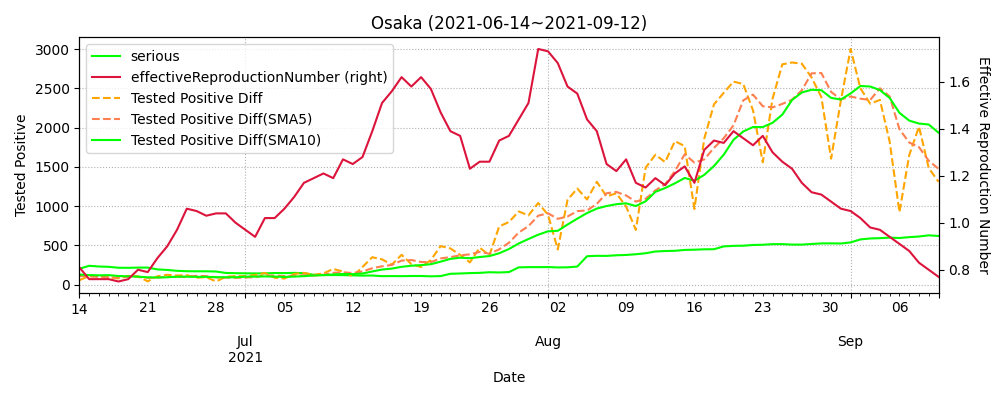 Osaka (2021-06-14~2021-09-12)
serious
effectiveReproductionNumber (right)
Tested Positive Diff
Tested Positive Diff(SMA5)
Tested Positive Diff(SMA10)
Tested Positive
3000
2500
2000
1500
1000
500
0
1.6
1.4
1.2
1.0
0.8
Effective Reproduction Number
14 21 28 05 12 19 26 02 09 16 23 30 06
Jul Aug Sep
2021
Date